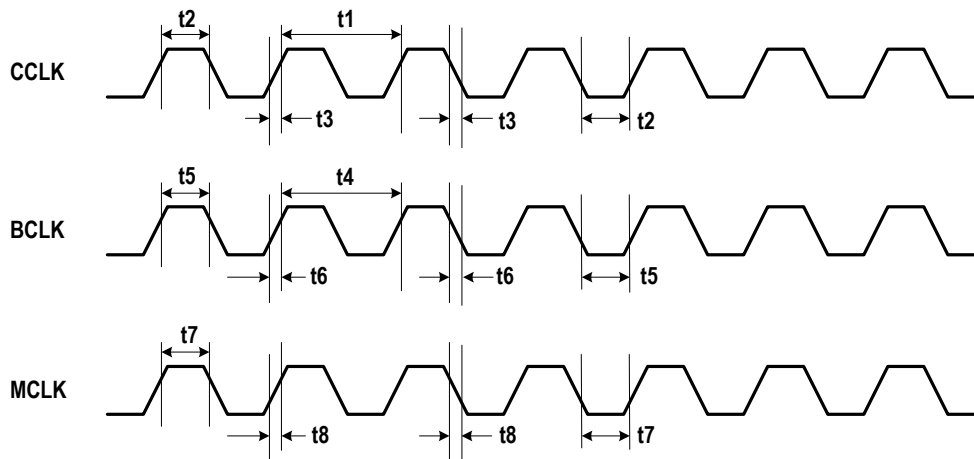 t2 t1
CCLK
t3 t3 t2
t5 t4
BCLK
t6 t6 t5
t7
MCLK
t8 t8 t7